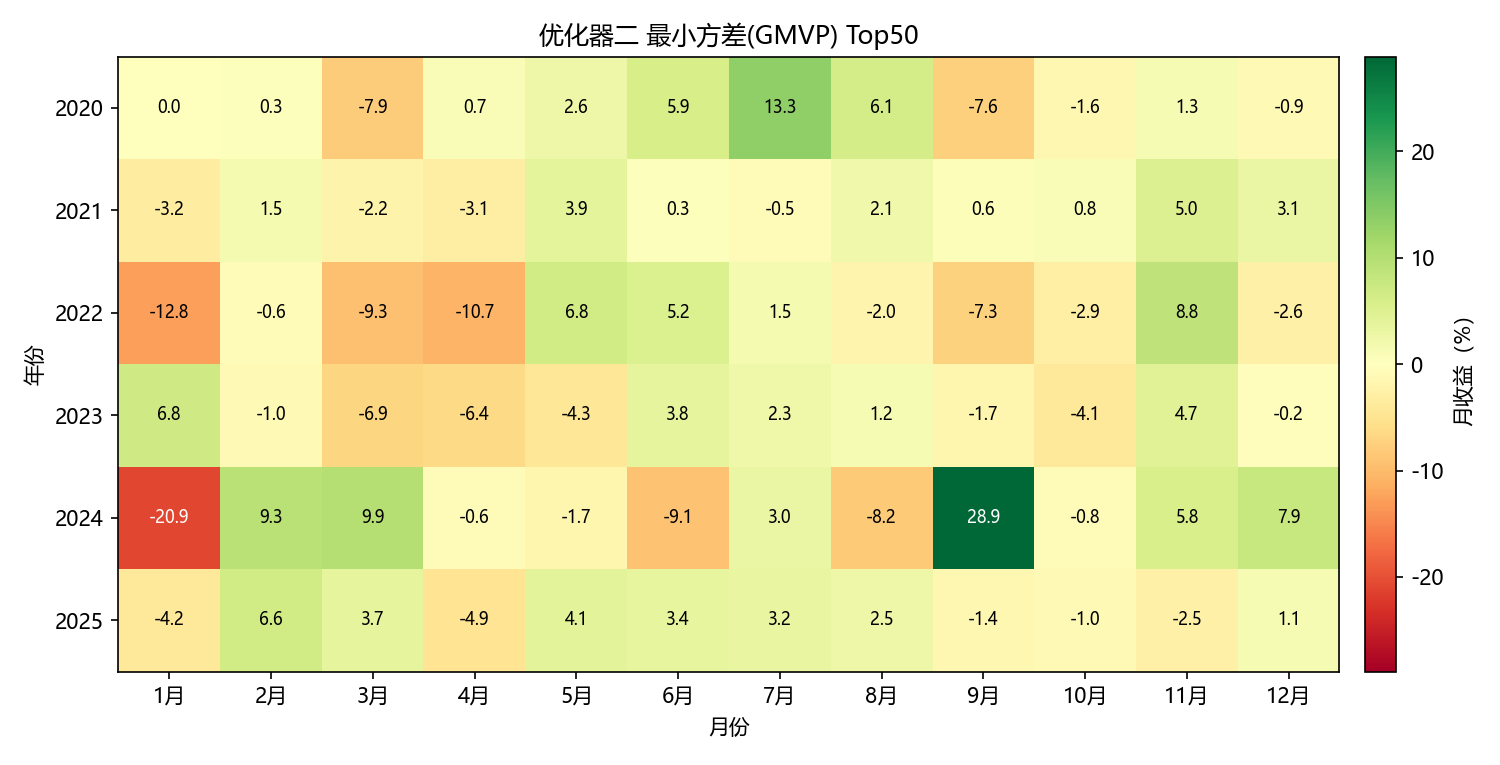 优化器二 最小方差(GMVP) Top50
2020 0.0 0.3 -7.9 0.7 2.6 5.9 13.3 6.1 -7.6 -1.6 1.3 -0.9
2021 -3.2 1.5 -2.2 -3.1 3.9 0.3 -0.5 2.1 0.6 0.8 5.0 3.1
2022 -12.8 -0.6 -9.3 -10.7 6.8 5.2 1.5 -2.0 -7.3 -2.9 8.8 -2.6
2023 6.8 -1.0 -6.9 -6.4 -4.3 3.8 2.3 1.2 -1.7 -4.1 4.7 -0.2
2024 -20.9 9.3 9.9 -0.6 -1.7 -9.1 3.0 -8.2 28.9 -0.8 5.8 7.9
2025 -4.2 6.6 3.7 -4.9 4.1 3.4 3.2 2.5 -1.4 -1.0 -2.5 1.1
1月 2月 3月 4月 5月 6月 7月 8月 9月 10月 11月 12月
月份
年份
20
10
0
-10
-20
月收益 (%)